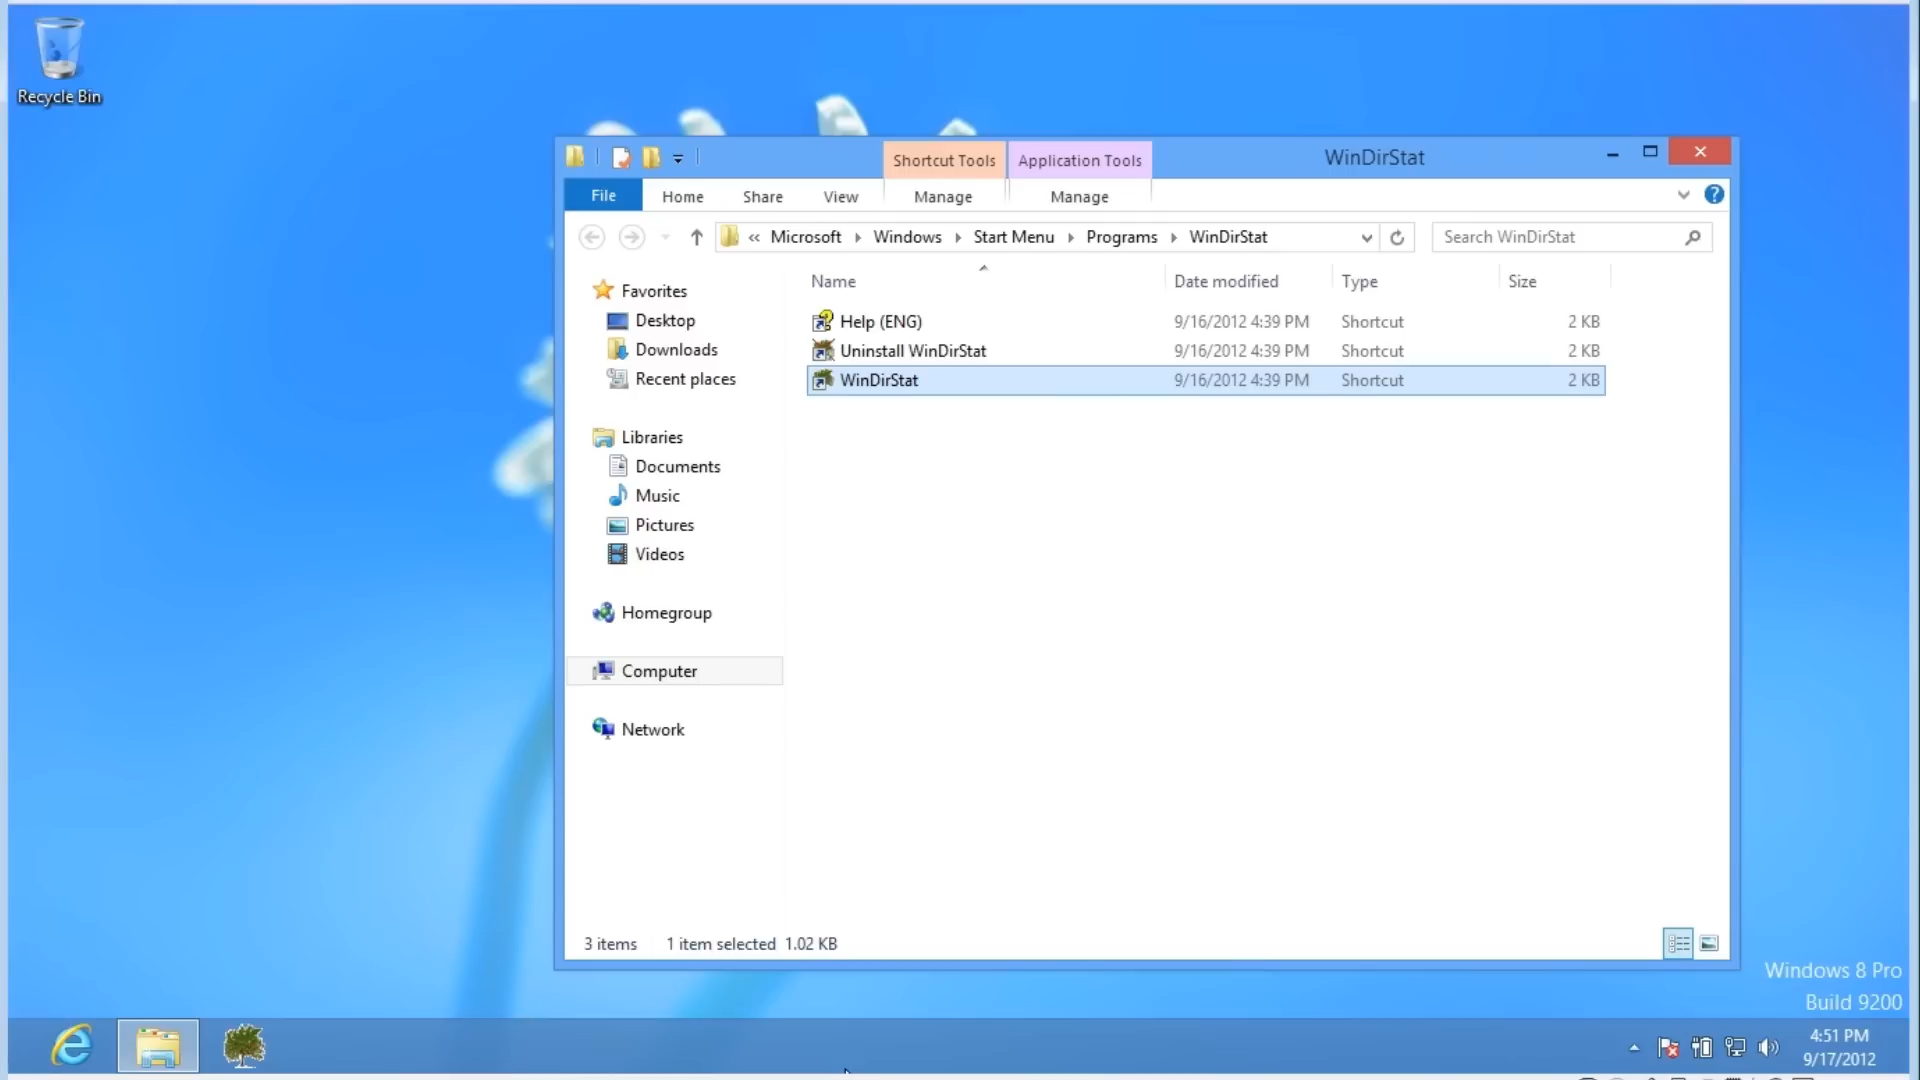 Recycle Bin
Shortcut Tools
Application Tools
WinDirStat
File
Home
Share
View
Manage
Manage
« Microsoft Windows Start Menu Programs WinDirStat
Search WinDirStat
Name
Date modified
Type
Size
Favorites
Desktop
Downloads
Recent places
Libraries
Documents
Music
Pictures
Videos
Homegroup
Computer
Network
Help (ENG) 9/16/2012 4:39 PM Shortcut 2 KB
Uninstall WinDirStat 9/16/2012 4:39 PM Shortcut 2 KB
WinDirStat 9/16/2012 4:39 PM Shortcut 2 KB
3 items 1 item selected 1.02 KB
Windows 8 Pro
Build 9200
4:51 PM
9/17/2012